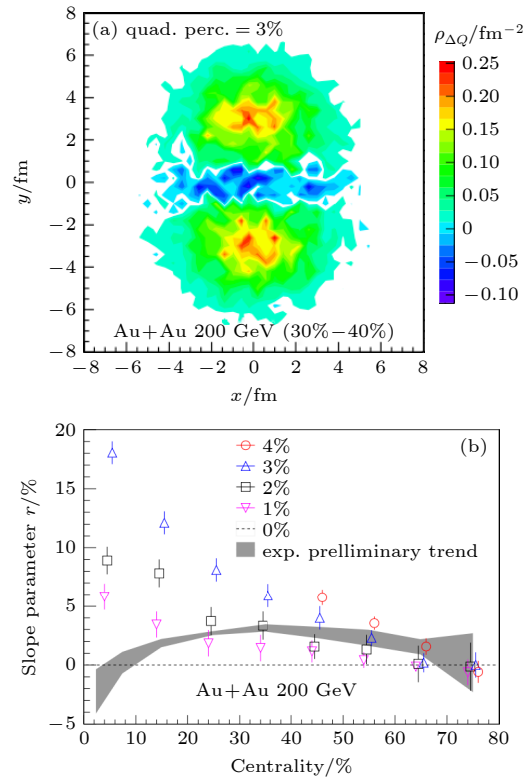 (a) quad. perc. = 3%
ρΔQ/fm−2
8
6
4
2
0
−2
−4
−6
−8
y/fm
0.25
0.20
0.15
0.10
0.05
0
−0.05
−0.10
Au+Au 200 GeV (30%−40%)
−8 −6 −4 −2 0 2 4 6 8
x/fm
20
15
10
5
0
−5
Slope parameter r/%
(b)
4%
3%
2%
1%
0%
exp. prelliminary trend
Au+Au 200 GeV
0 10 20 30 40 50 60 70 80
Centrality/%